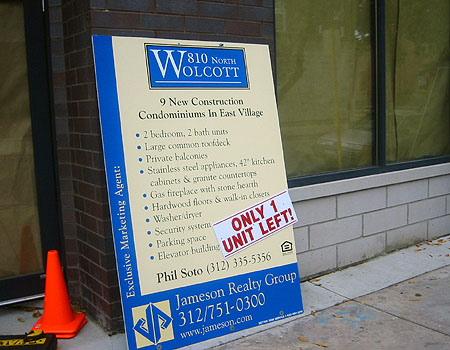 810 NORTH
WOLCOTT
9 New Construction
Condominiums In East Village
• 2 bedroom, 2 bath units
• Large common roofdeck
• Private balconies
• Stainless steel appliances, 42" kitchen
cabinets & granite countertops
• Gas fireplace with stone hearth
• Hardwood floors & walk-in closets
• Washer/dryer
• Security system
• Parking space
• Elevator building
ONLY 1
UNIT LEFT!
Phil Soto (312) 335-5356
Exclusive Marketing Agent:
Jameson Realty Group
312/751-0300
www.jameson.com